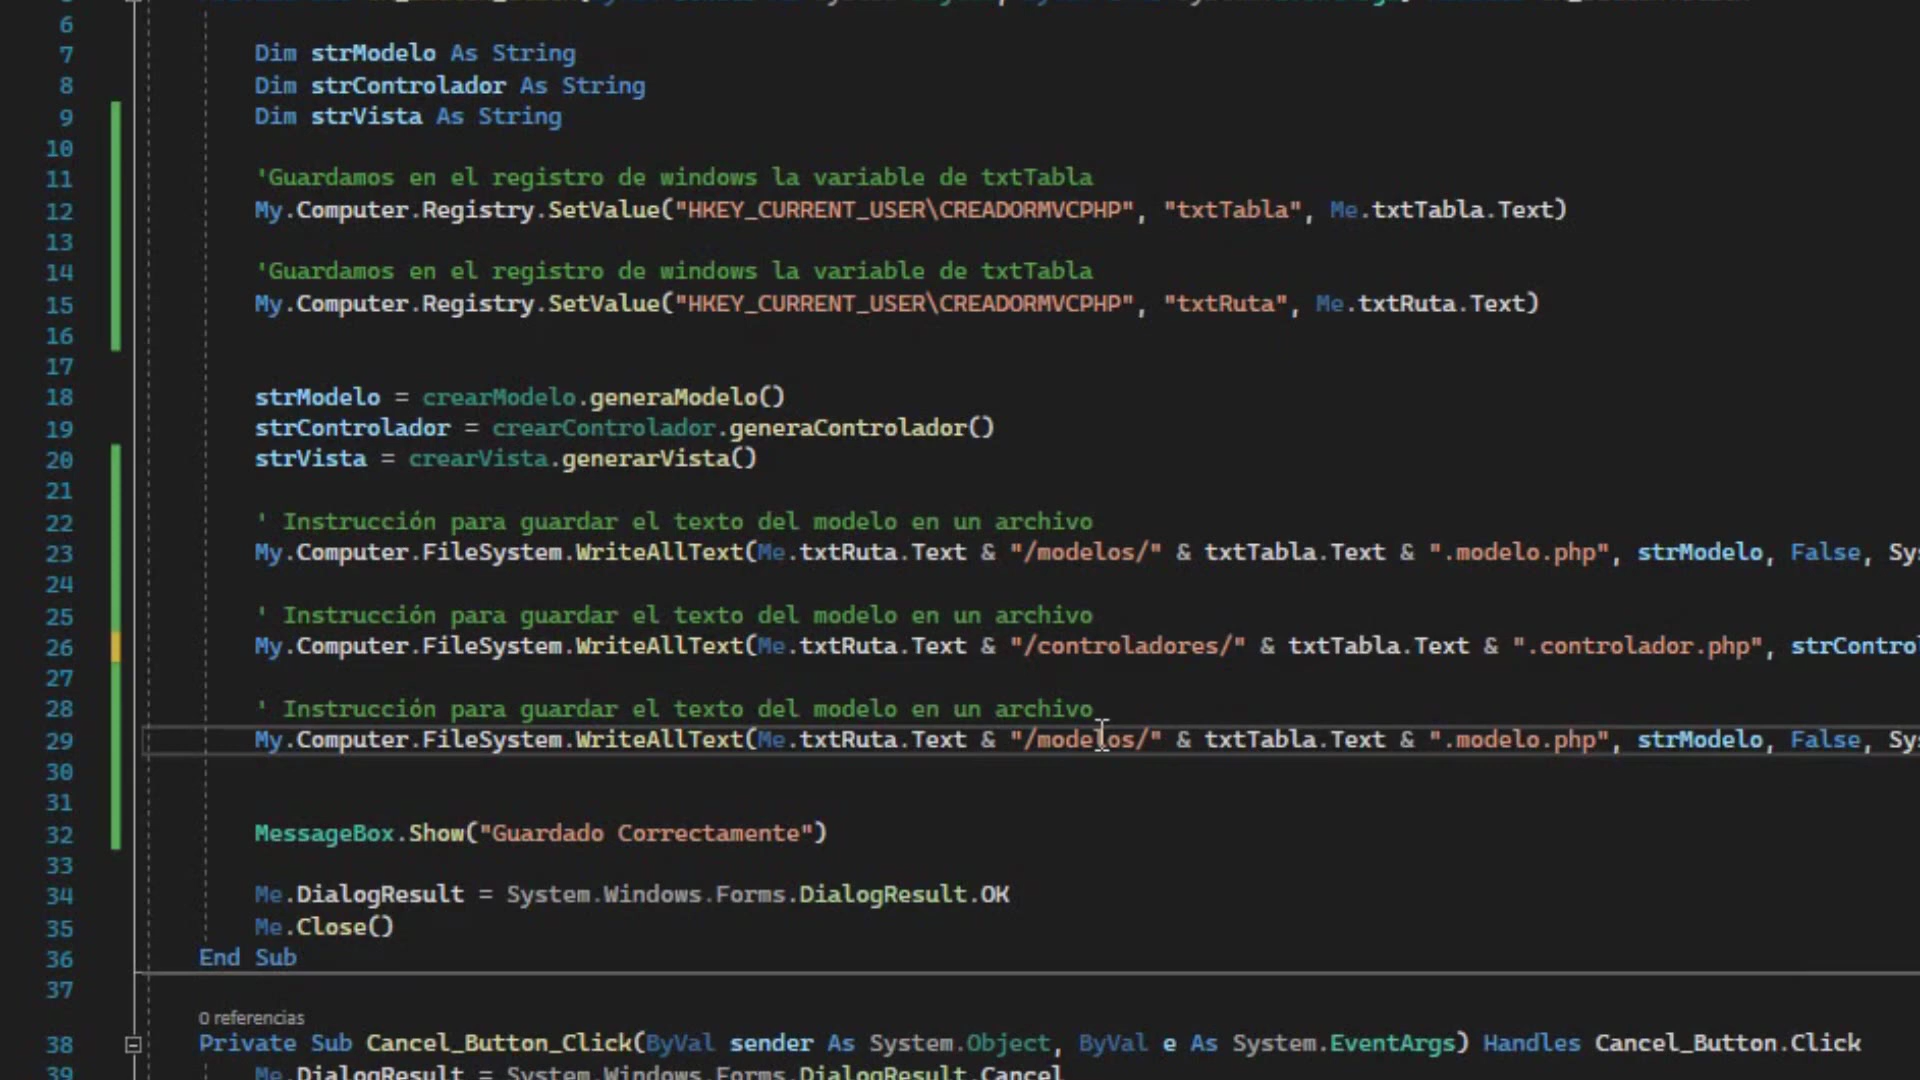 6
7 Dim strModelo As String
8 Dim strControlador As String
9 Dim strVista As String
10
11 'Guardamos en el registro de windows la variable de txtTabla
12 My.Computer.Registry.SetValue("HKEY_CURRENT_USER\CREADORMVCPHP", "txtTabla", Me.txtTabla.Text)
13
14 'Guardamos en el registro de windows la variable de txtTabla
15 My.Computer.Registry.SetValue("HKEY_CURRENT_USER\CREADORMVCPHP", "txtRuta", Me.txtRuta.Text)
16
17
18 strModelo = crearModelo.generaModelo()
19 strControlador = crearControlador.generaControlador()
20 strVista = crearVista.generarVista()
21
22 ' Instrucción para guardar el texto del modelo en un archivo
23 My.Computer.FileSystem.WriteAllText(Me.txtRuta.Text & "/modelos/" & txtTabla.Text & ".modelo.php", strModelo, False, Sy
24
25 ' Instrucción para guardar el texto del modelo en un archivo
26 My.Computer.FileSystem.WriteAllText(Me.txtRuta.Text & "/controladores/" & txtTabla.Text & ".controlador.php", strContro
27
28 ' Instrucción para guardar el texto del modelo en un archivo
29 My.Computer.FileSystem.WriteAllText(Me.txtRuta.Text & "/modelos/" & txtTabla.Text & ".modelo.php", strModelo, False, Sy
30
31
32 MessageBox.Show("Guardado Correctamente")
33
34 Me.DialogResult = System.Windows.Forms.DialogResult.OK
35 Me.Close()
36 End Sub
37
0 referencias
38 Private Sub Cancel_Button_Click(ByVal sender As System.Object, ByVal e As System.EventArgs) Handles Cancel_Button.Click
39 Me.DialogResult = System.Windows.Forms.DialogResult.Cancel